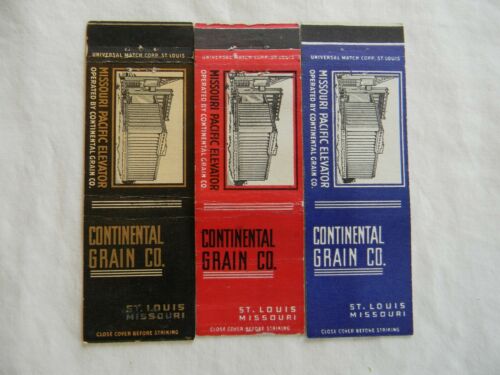 UNIVERSAL MATCH CORP. ST LOUIS
MISSOURI PACIFIC ELEVATOR
OPERATED BY CONTINENTAL GRAIN CO.
CONTINENTAL
GRAIN CO.
ST. LOUIS
MISSOURI
CLOSE COVER BEFORE STRIKING
UNIVERSAL MATCH CORP. ST LOUIS
MISSOURI PACIFIC ELEVATOR
OPERATED BY CONTINENTAL GRAIN CO.
CONTINENTAL
GRAIN CO.
ST. LOUIS
MISSOURI
CLOSE COVER BEFORE STRIKING
UNIVERSAL MATCH CORP. ST LOUIS
MISSOURI PACIFIC ELEVATOR
OPERATED BY CONTINENTAL GRAIN CO.
CONTINENTAL
GRAIN CO.
ST. LOUIS
MISSOURI
CLOSE COVER BEFORE STRIKING